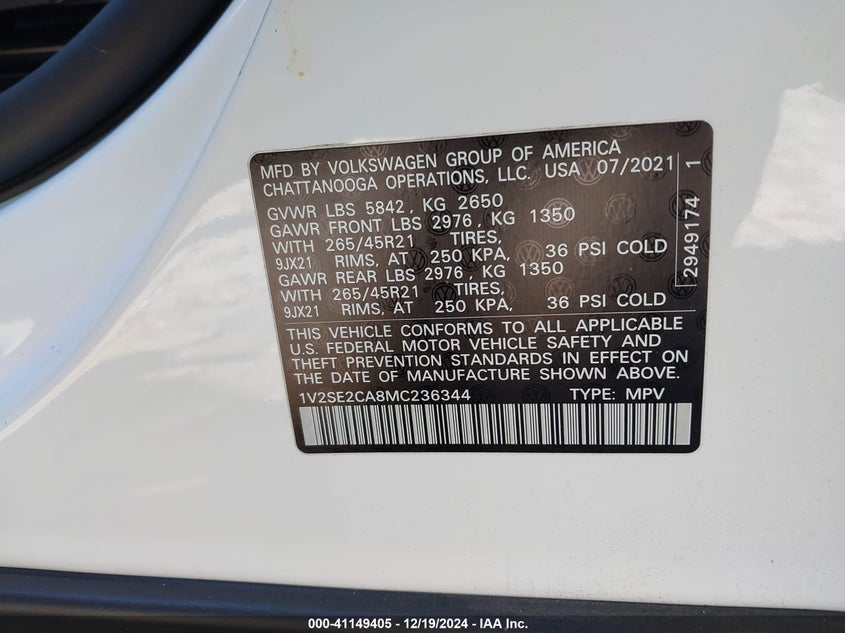 MFD BY VOLKSWAGEN GROUP OF AMERICA
CHATTANOOGA OPERATIONS, LLC. USA 07/2021
GVWR LBS 5842, KG 2650
GAWR FRONT LBS 2976, KG 1350
WITH 265/45R21 TIRES,
9JX21 RIMS, AT 250 KPA, 36 PSI COLD
GAWR REAR LBS 2976, KG 1350
WITH 265/45R21 TIRES,
9JX21 RIMS, AT 250 KPA, 36 PSI COLD
THIS VEHICLE CONFORMS TO ALL APPLICABLE
U.S. FEDERAL MOTOR VEHICLE SAFETY AND
THEFT PREVENTION STANDARDS IN EFFECT ON
THE DATE OF MANUFACTURE SHOWN ABOVE.
1V2SE2CA8MC236344 TYPE: MPV
2949174 1
000-41149405 - 12/19/2024 - IAA Inc.